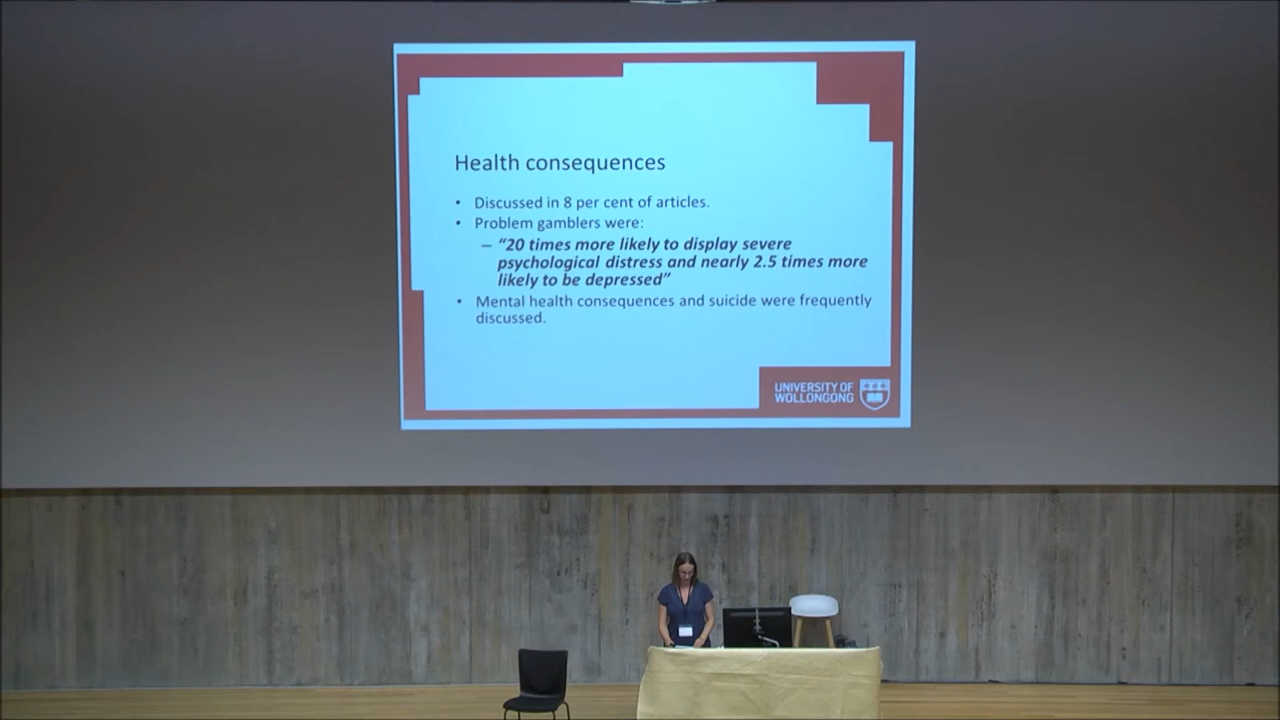 Health consequences
• Discussed in 8 per cent of articles.
• Problem gamblers were:
– “20 times more likely to display severe
psychological distress and nearly 2.5 times more
likely to be depressed”
• Mental health consequences and suicide were frequently
discussed.
UNIVERSITY OF
WOLLONGONG